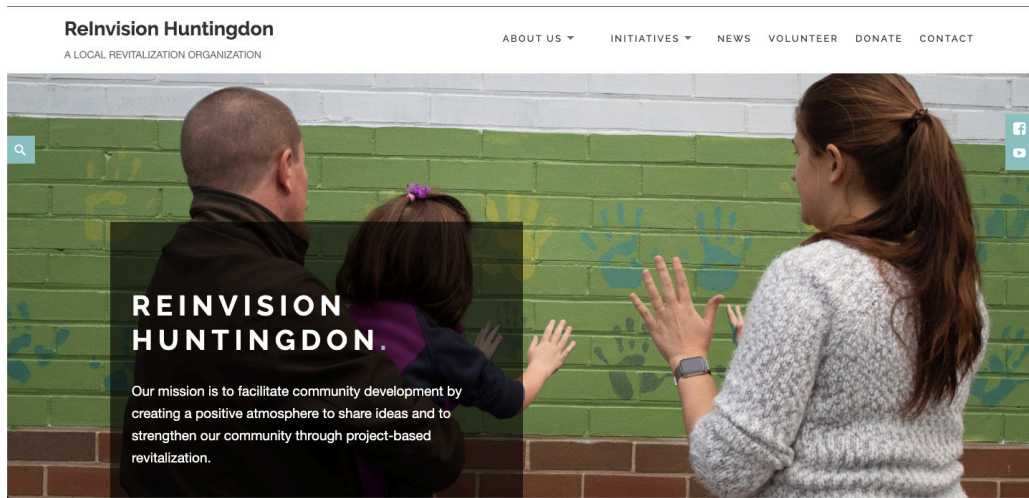 ReInvision Huntingdon
A LOCAL REVITALIZATION ORGANIZATION
ABOUT US INITIATIVES NEWS VOLUNTEER DONATE CONTACT
REINVISION
HUNTINGDON.
Our mission is to facilitate community development by
creating a positive atmosphere to share ideas and to
strengthen our community through project-based
revitalization.